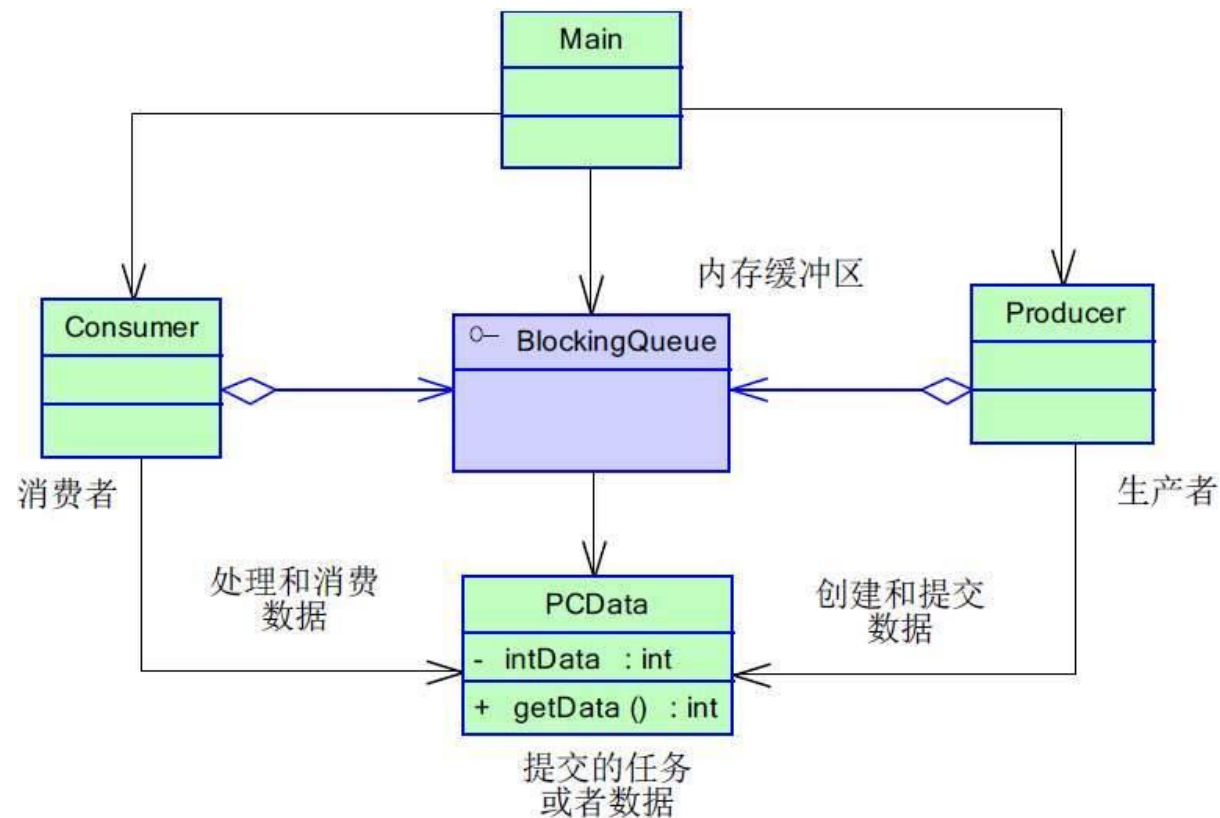 Main
内存缓冲区
Consumer
BlockingQueue
Producer
消费者
生产者
处理和消费
数据
PCData
- intData : int
+ getData () : int
创建和提交
数据
提交的任务
或者数据